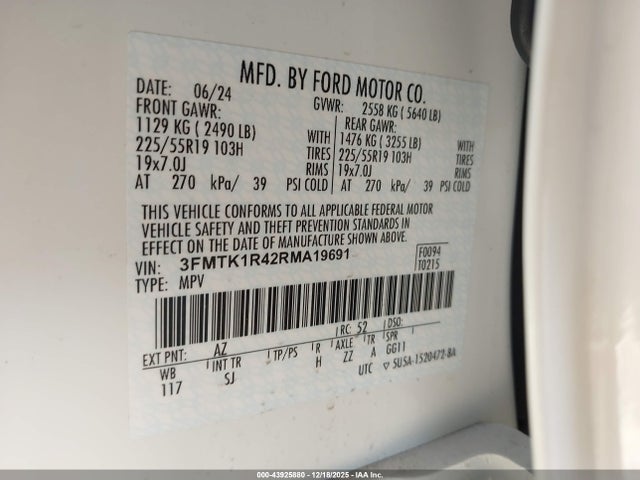 MFD. BY FORD MOTOR CO.
DATE: 06/24 GVWR: 2558 KG ( 5640 LB)
FRONT GAWR: REAR GAWR:
1129 KG ( 2490 LB) WITH 1476 KG ( 3255 LB) WITH
225/55R19 103H TIRES 225/55R19 103H TIRES
19x7.0J RIMS 19x7.0J RIMS
AT 270 kPa/ 39 PSI COLD AT 270 kPa/ 39 PSI COLD
THIS VEHICLE CONFORMS TO ALL APPLICABLE FEDERAL MOTOR
VEHICLE SAFETY AND THEFT PREVENTION STANDARDS IN
EFFECT ON THE DATE OF MANUFACTURE SHOWN ABOVE.
VIN: 3FMTK1R42RMA19691 F0094
TYPE: MPV T0215
RC: 52 DSO:
EXT PNT: AZ
WB INT TR TP/PS R AXLE TR SPR
117 SJ H ZZ A GG11
UTC ▽ SU5A-1520472-BA
000-43925880 - 12/18/2025 - IAA Inc.